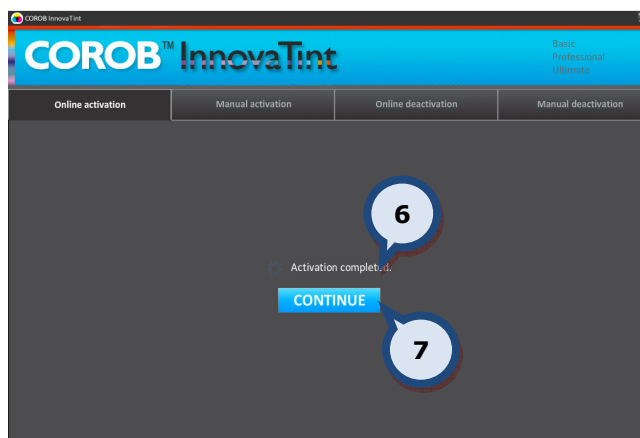 COROB InnovaTint
COROB™ InnovaTint
Basic
Professional
Ultimate
Online activation
Manual activation
Online deactivation
Manual deactivation
6
Activation completed.
CONTINUE
7